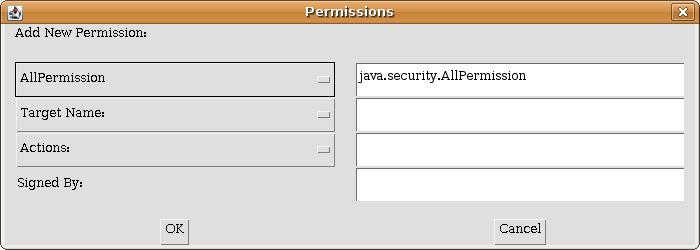 Permissions
Add New Permission:
AllPermission
java.security.AllPermission
Target Name:
Actions:
Signed By:
OK
Cancel